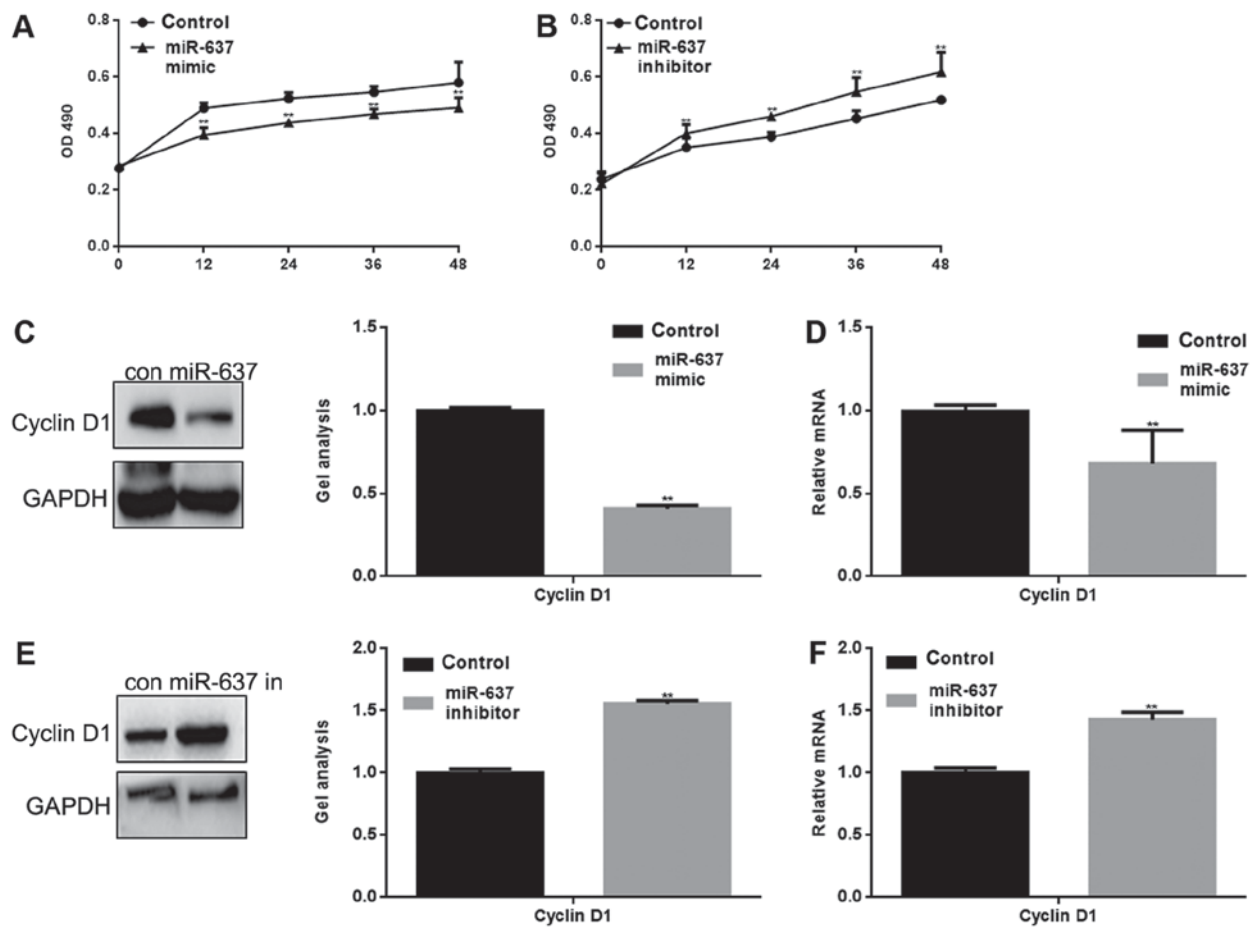 A
0.8
Control
miR-637
mimic
0.6
**
**
**
**
0.4
OD 490
0.2
0.0
0
12
24
36
48
B
0.8
Control
miR-637
inhibitor
**
**
**
**
0.6
0.4
OD 490
0.2
0.0
0
12
24
36
48
C
con miR-637
Cyclin D1
GAPDH
1.5
Control
miR-637
mimic
1.0
Gel analysis
**
0.5
0.0
Cyclin D1
D
1.5
Control
miR-637
mimic
**
1.0
Relative mRNA
0.5
0.0
Cyclin D1
E
con miR-637 in
Cyclin D1
GAPDH
2.0
Control
miR-637
inhibitor
**
1.5
Gel analysis
1.0
0.5
0.0
Cyclin D1
F
2.0
Control
miR-637
inhibitor
**
1.5
Relative mRNA
1.0
0.5
0.0
Cyclin D1